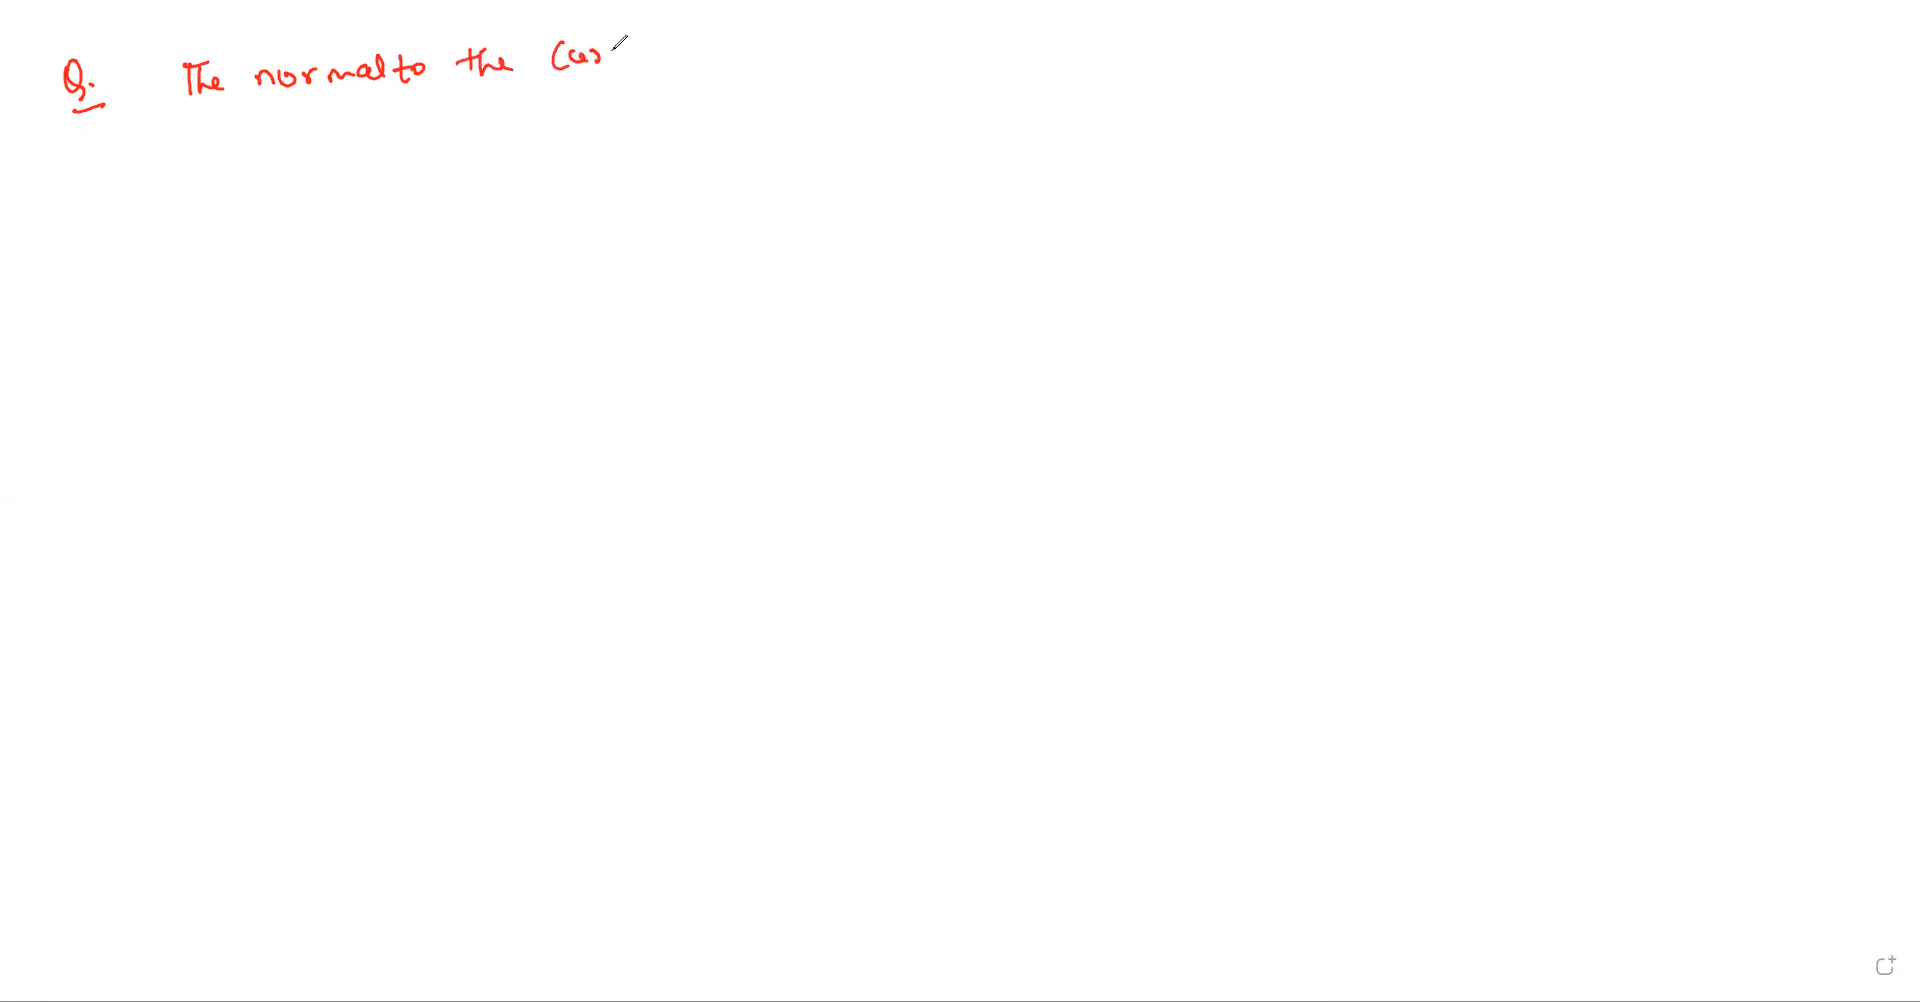 Q. The normal to the